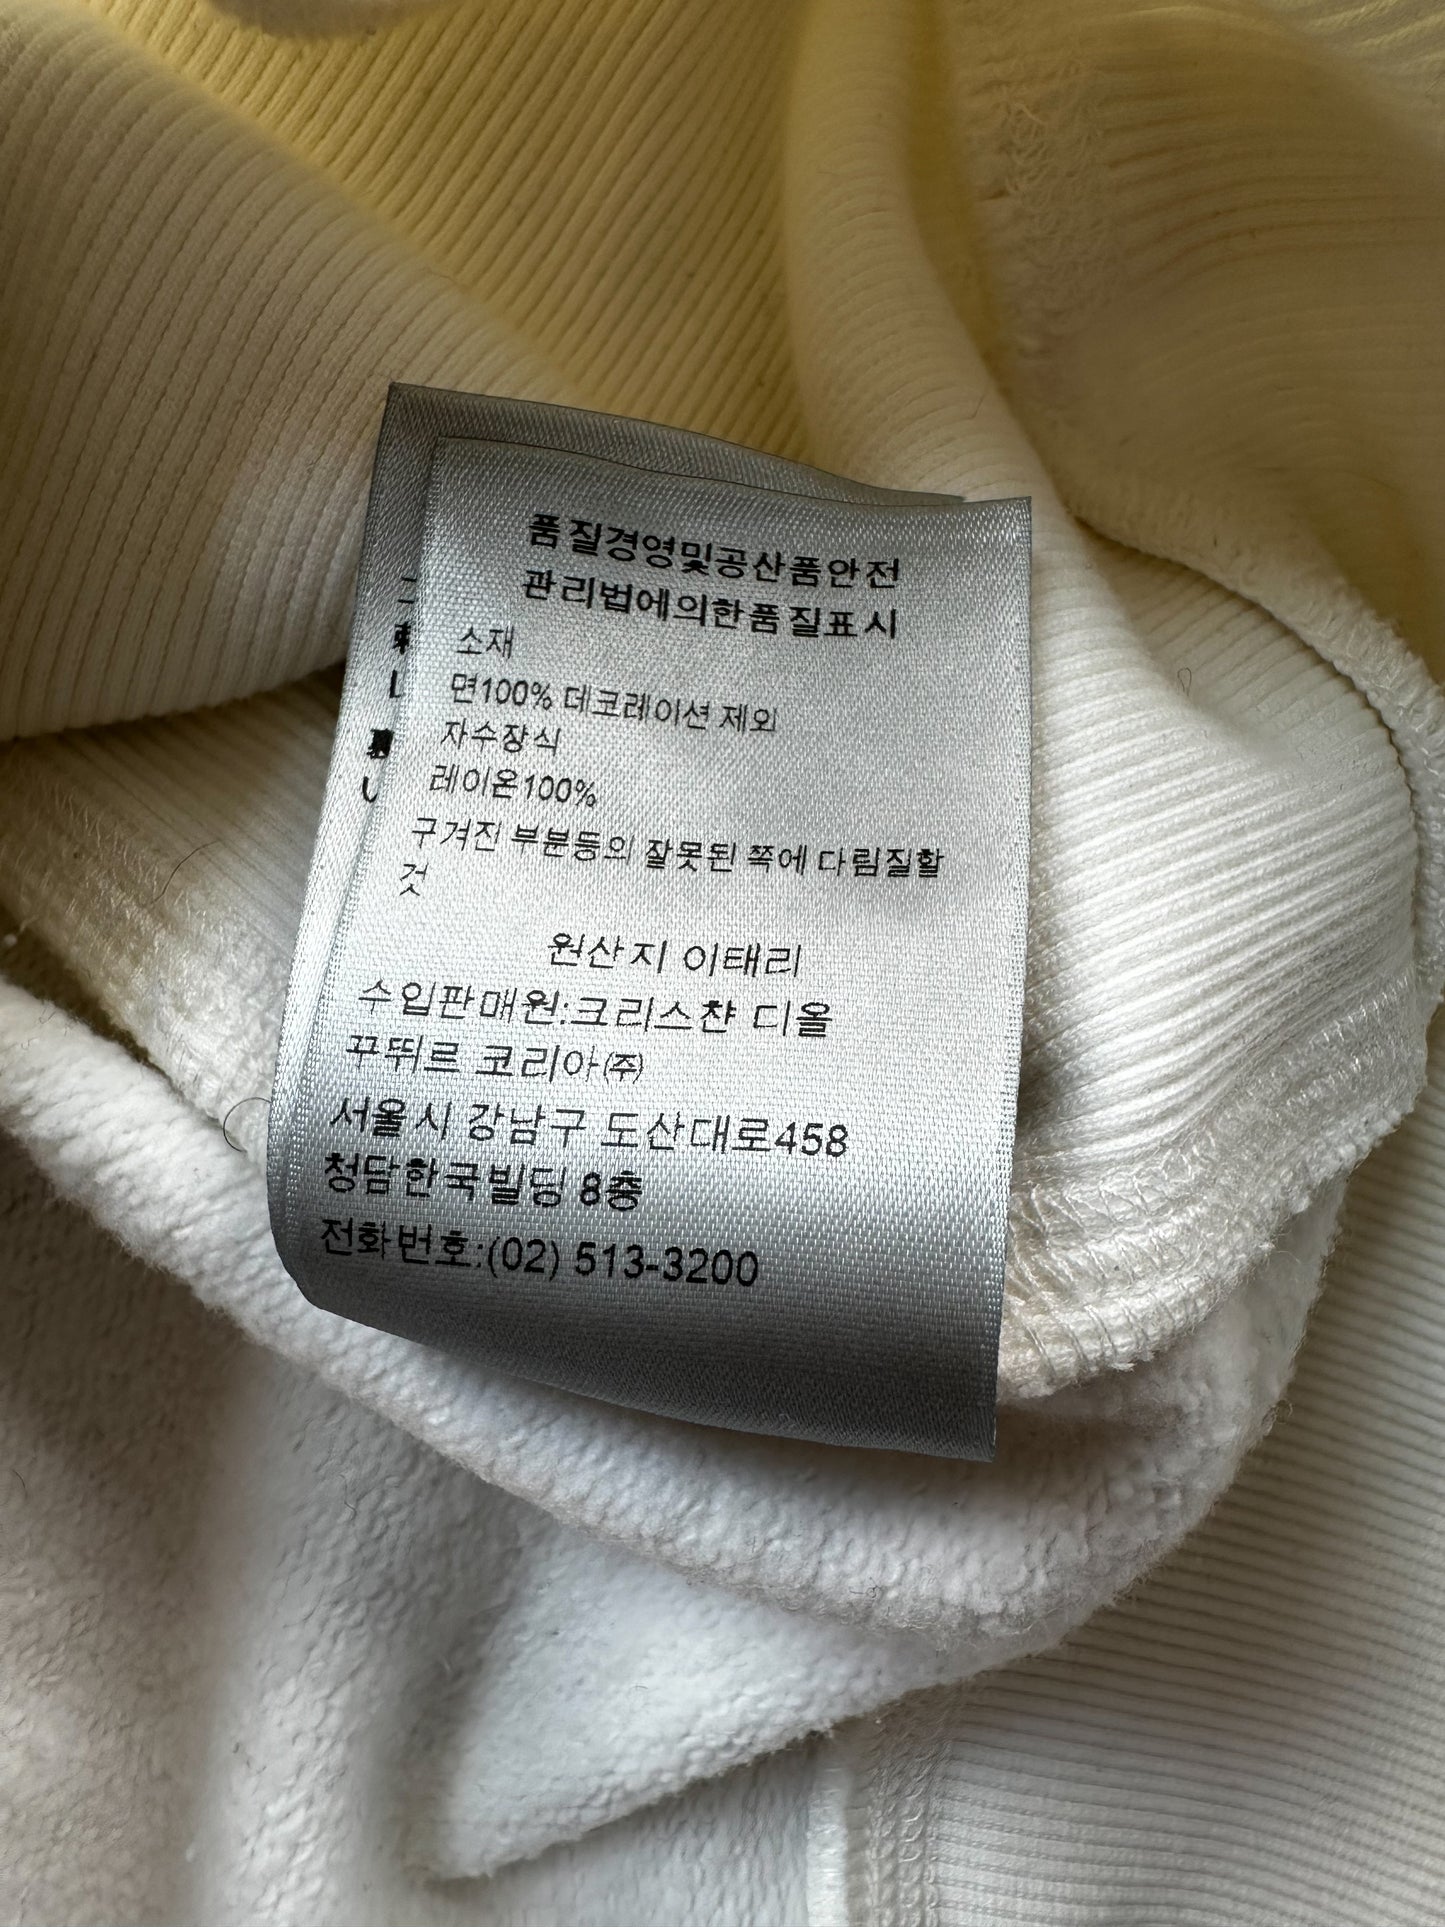 품질경영및공산품안전
관리법에의한품질표시
소재
면100% 데코레이션 제외
자수장식
레이온100%
구겨진 부분등의 잘못된 쪽에 다림질할
것
원산지 이태리
수입판매원:크리스챤 디올
꾸뛰르 코리아㈜
서울시 강남구 도산대로458
청담한국빌딩 8층
전화번호:(02) 513-3200